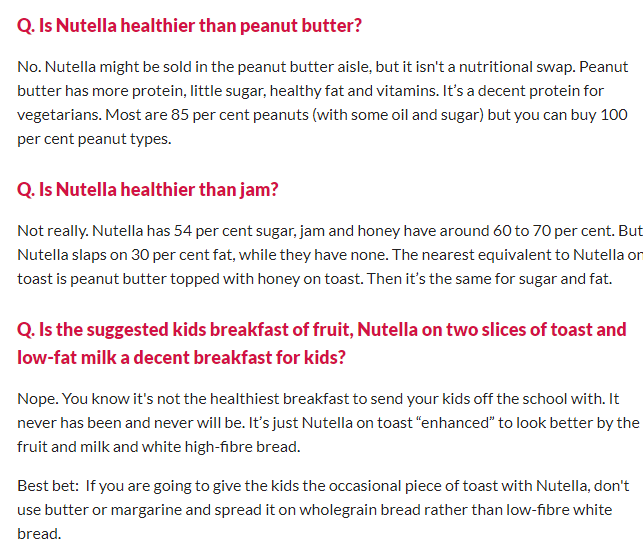 Q. Is Nutella healthier than peanut butter?
No. Nutella might be sold in the peanut butter aisle, but it isn't a nutritional swap. Peanut
butter has more protein, little sugar, healthy fat and vitamins. It’s a decent protein for
vegetarians. Most are 85 per cent peanuts (with some oil and sugar) but you can buy 100
per cent peanut types.
Q. Is Nutella healthier than jam?
Not really. Nutella has 54 per cent sugar, jam and honey have around 60 to 70 per cent. But
Nutella slaps on 30 per cent fat, while they have none. The nearest equivalent to Nutella on
toast is peanut butter topped with honey on toast. Then it’s the same for sugar and fat.
Q. Is the suggested kids breakfast of fruit, Nutella on two slices of toast and
low-fat milk a decent breakfast for kids?
Nope. You know it's not the healthiest breakfast to send your kids off the school with. It
never has been and never will be. It’s just Nutella on toast “enhanced” to look better by the
fruit and milk and white high-fibre bread.
Best bet:  If you are going to give the kids the occasional piece of toast with Nutella, don't
use butter or margarine and spread it on wholegrain bread rather than low-fibre white
bread.